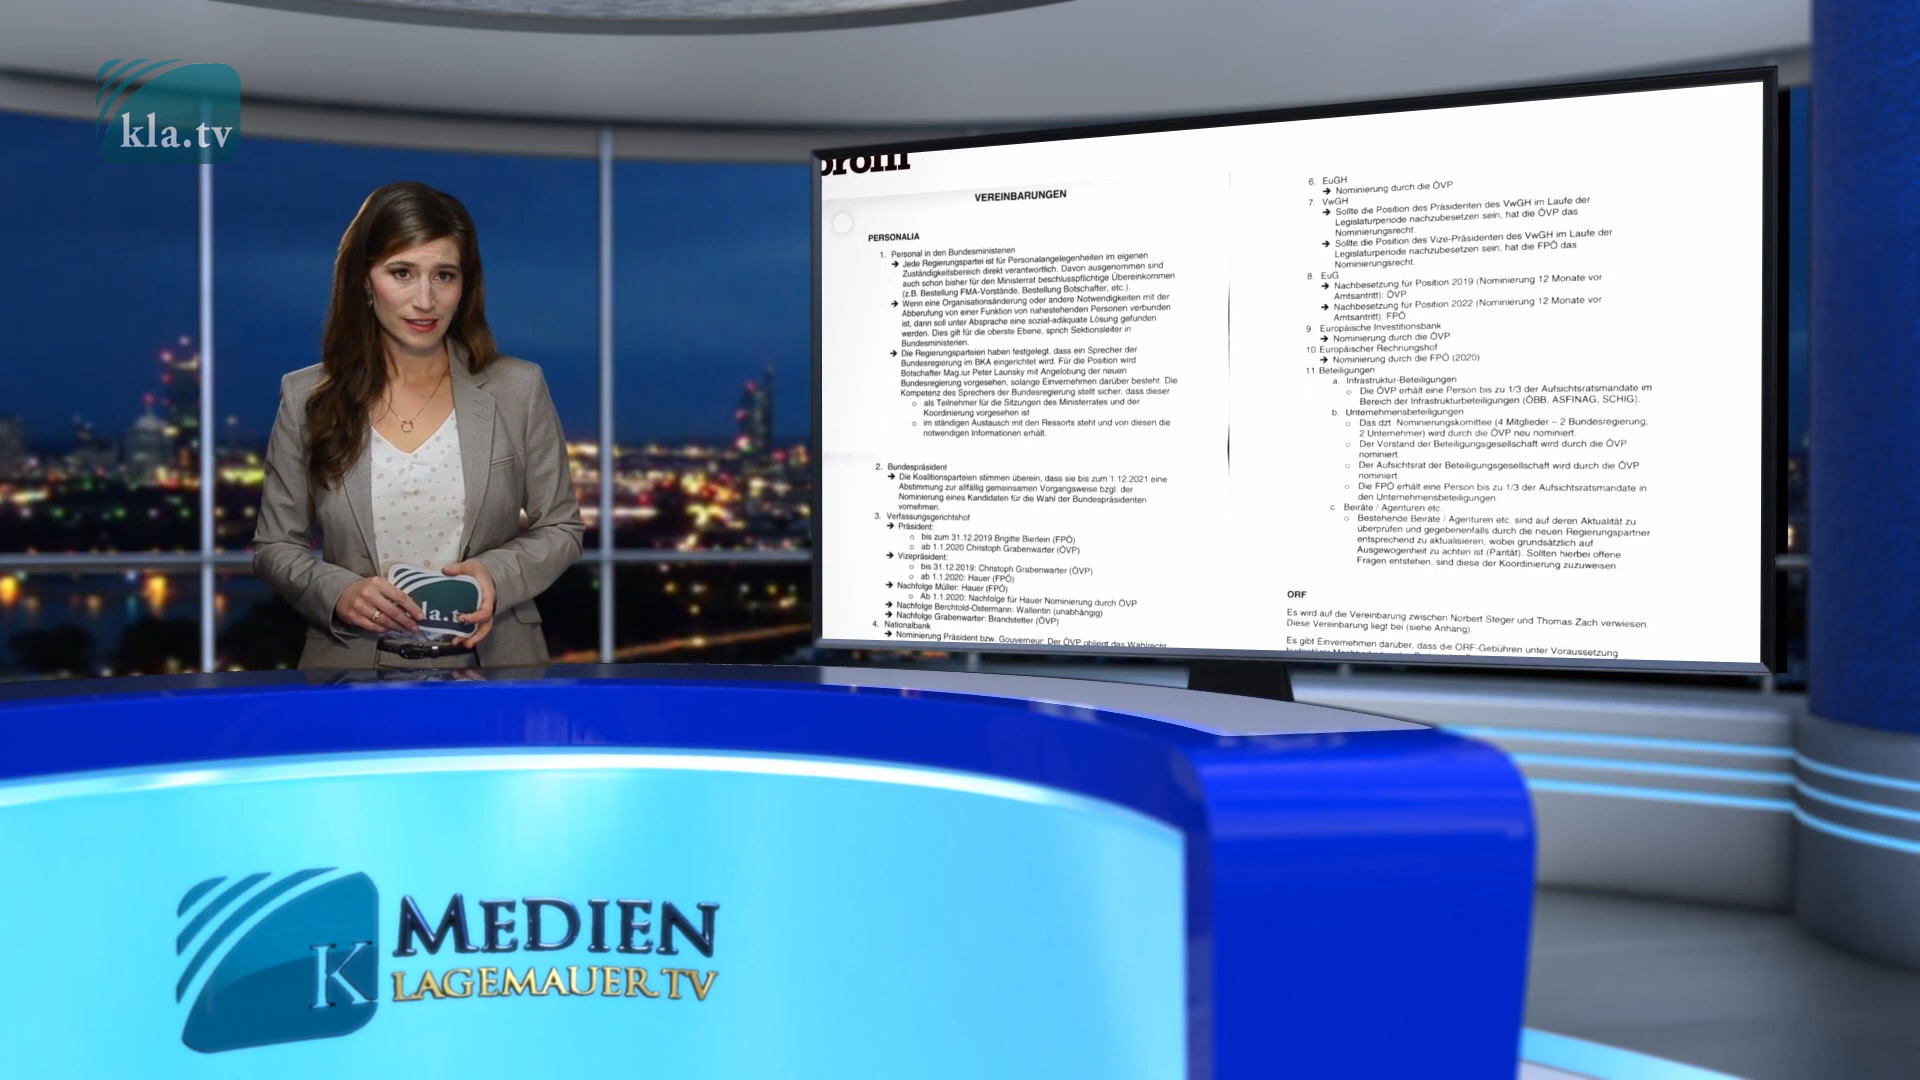 kla.tv
profil
VEREINBARUNGEN
PERSONALIA
1. Personal in den Bundesministerien
➔ Jede Regierungspartei ist für Personalangelegenheiten im eigenen
Zuständigkeitsbereich direkt verantwortlich. Davon ausgenommen sind
auch schon bisher für den Ministerrat beschlusspflichtige Übereinkommen
(z.B. Bestellung FMA-Vorstände, Bestellung Botschafter, etc.).
➔ Wenn eine Organisationsänderung oder andere Notwendigkeiten mit der
Abberufung von einer Funktion von nahestehenden Personen verbunden
ist, dann soll unter Absprache eine sozial-adäquate Lösung gefunden
werden. Dies gilt für die oberste Ebene, sprich Sektionsleiter in
Bundesministerien.
➔ Die Regierungsparteien haben festgelegt, dass ein Sprecher der
Bundesregierung im BKA eingerichtet wird. Für die Position wird
Botschafter Mag.iur Peter Launsky mit Angelobung der neuen
Bundesregierung vorgesehen, solange Einvernehmen darüber besteht. Die
Kompetenz des Sprechers der Bundesregierung stellt sicher, dass dieser
o als Teilnehmer für die Sitzungen des Ministerrates und der
Koordinierung vorgesehen ist
o im ständigen Austausch mit den Ressorts steht und von diesen die
notwendigen Informationen erhält.
2. Bundespräsident
➔ Die Koalitionsparteien stimmen überein, dass sie bis zum 1.12.2021 eine
Abstimmung zur allfällig gemeinsamen Vorgangsweise bzgl. der
Nominierung eines Kandidaten für die Wahl der Bundespräsidenten
vornehmen.
3. Verfassungsgerichtshof
➔ Präsident:
o bis zum 31.12.2019 Brigitte Bierlein (FPÖ)
o ab 1.1.2020 Christoph Grabenwarter (ÖVP)
➔ Vizepräsident:
o bis 31.12.2019: Christoph Grabenwarter (ÖVP)
o ab 1.1.2020: Hauer (FPÖ)
➔ Nachfolge Müller: Hauer (FPÖ)
o Ab 1.1.2020: Nachfolge für Hauer Nominierung durch ÖVP
➔ Nachfolge Berchtold-Ostermann: Wallentin (unabhängig)
➔ Nachfolge Grabenwarter: Brandstetter (ÖVP)
4. Nationalbank
➔ Nominierung Präsident bzw. Gouverneur: Der ÖVP obliegt das Wahlrecht
6. EuGH
➔ Nominierung durch die ÖVP
7. VwGH
➔ Sollte die Position des Präsidenten des VwGH im Laufe der
Legislaturperiode nachzubesetzen sein, hat die ÖVP das
Nominierungsrecht.
➔ Sollte die Position des Vize-Präsidenten des VwGH im Laufe der
Legislaturperiode nachzubesetzen sein, hat die FPÖ das
Nominierungsrecht.
8. EuG
➔ Nachbesetzung für Position 2019 (Nominierung 12 Monate vor
Amtsantritt): ÖVP
➔ Nachbesetzung für Position 2022 (Nominierung 12 Monate vor
Amtsantritt): FPÖ
9. Europäische Investitionsbank
➔ Nominierung durch die ÖVP
10. Europäischer Rechnungshof
➔ Nominierung durch die FPÖ (2020)
11. Beteiligungen
a. Infrastruktur-Beteiligungen
o Die ÖVP erhält eine Person bis zu 1/3 der Aufsichtsratsmandate im
Bereich der Infrastrukturbeteiligungen (ÖBB, ASFINAG, SCHIG).
b. Unternehmensbeteiligungen
o Das dzt. Nominierungskomittee (4 Mitglieder – 2 Bundesregierung,
2 Unternehmer) wird durch die ÖVP neu nominiert.
o Der Vorstand der Beteiligungsgesellschaft wird durch die ÖVP
nominiert.
o Der Aufsichtsrat der Beteiligungsgesellschaft wird durch die ÖVP
nominiert.
o Die FPÖ erhält eine Person bis zu 1/3 der Aufsichtsratsmandate in
den Unternehmensbeteiligungen.
c. Beiräte / Agenturen etc.:
o Bestehende Beiräte / Agenturen etc. sind auf deren Aktualität zu
überprüfen und gegebenenfalls durch die neuen Regierungspartner
entsprechend zu aktualisieren, wobei grundsätzlich auf
Ausgewogenheit zu achten ist (Parität). Sollten hierbei offene
Fragen entstehen, sind diese der Koordinierung zuzuweisen.
ORF
Es wird auf die Vereinbarung zwischen Norbert Steger und Thomas Zach verwiesen.
Diese Vereinbarung liegt bei (siehe Anhang).
Es gibt Einvernehmen darüber, dass die ORF-Gebühren unter Voraussetzung
la.t
K
MEDIEN
KLAGEMAUER.TV